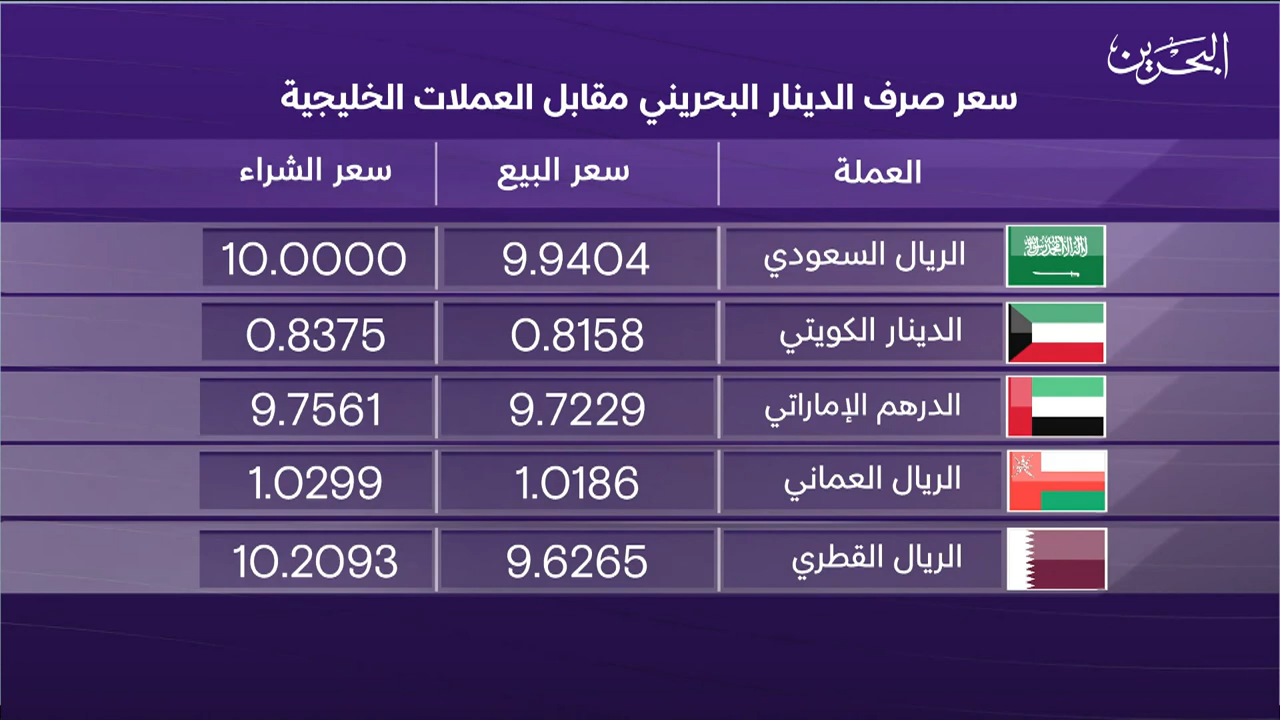 البحرين
سعر صرف الدينار البحريني مقابل العملات الخليجية
العملة سعر البيع سعر الشراء
الريال السعودي 9.9404 10.0000
الدينار الكويتي 0.8158 0.8375
الدرهم الإماراتي 9.7229 9.7561
الريال العماني 1.0186 1.0299
الريال القطري 9.6265 10.2093